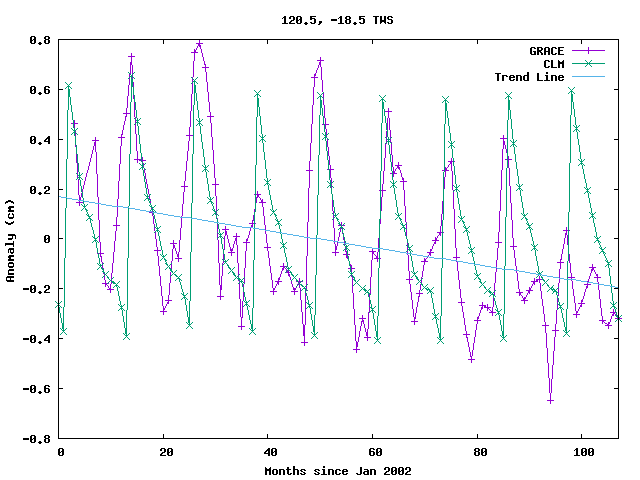 120.5, -18.5 TWS
GRACE
CLM
Trend Line
0.8
0.6
0.4
0.2
0
-0.2
-0.4
-0.6
-0.8
Anomaly (cm)
0 20 40 60 80 100
Months since Jan 2002